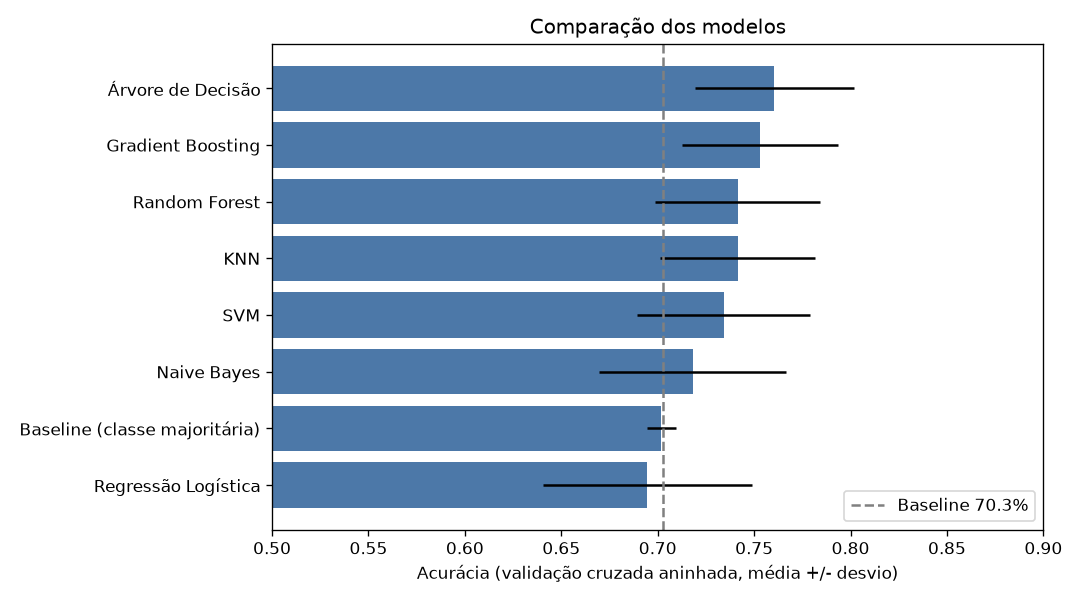 Comparação dos modelos
Árvore de Decisão
Gradient Boosting
Random Forest
KNN
SVM
Naive Bayes
Baseline (classe majoritária)
Regressão Logística
Baseline 70.3%
0.50 0.55 0.60 0.65 0.70 0.75 0.80 0.85 0.90
Acurácia (validação cruzada aninhada, média +/- desvio)